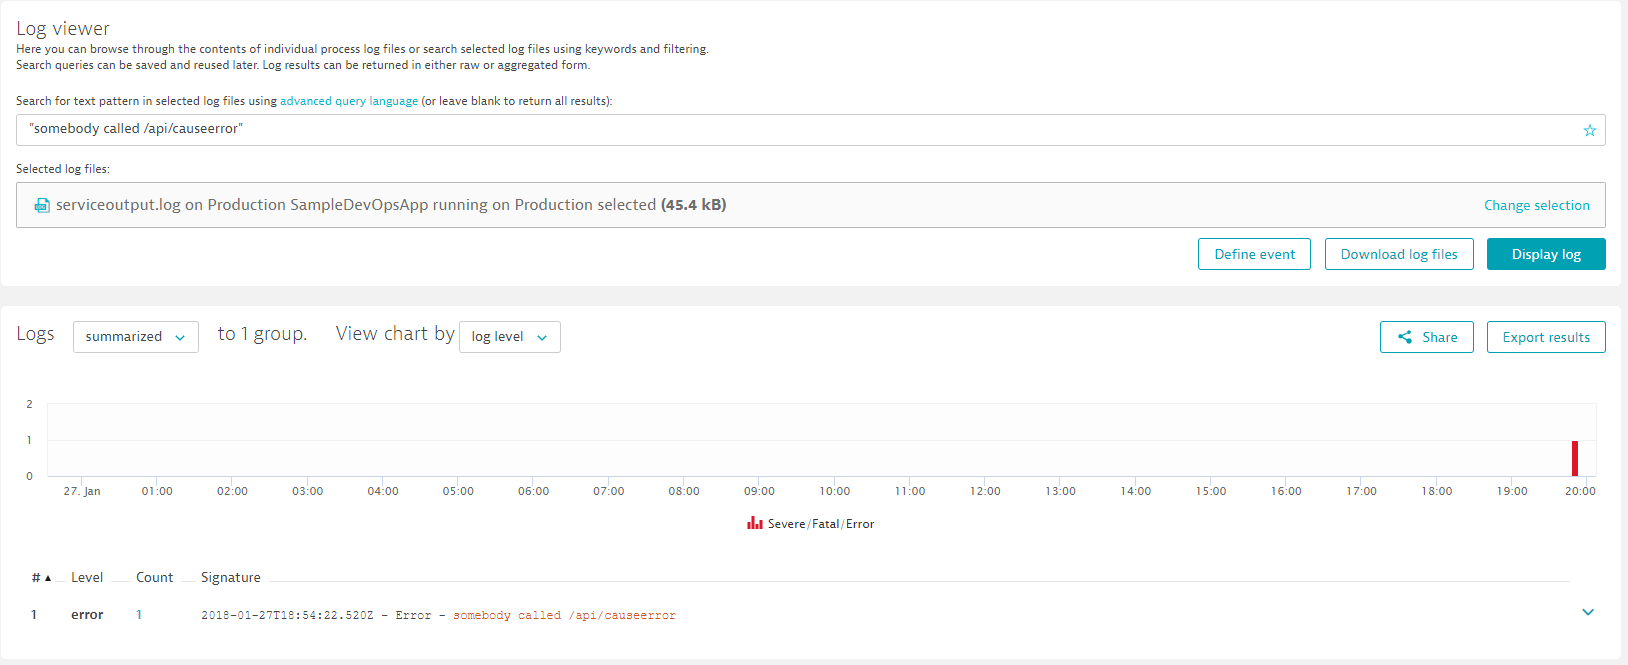 Log viewer
Here you can browse through the contents of individual process log files or search selected log files using keywords and filtering.
Search queries can be saved and reused later. Log results can be returned in either raw or aggregated form.
Search for text pattern in selected log files using advanced query language (or leave blank to return all results):
"somebody called /api/causeerror"
Selected log files:
serviceoutput.log on Production SampleDevOpsApp running on Production selected (45.4 kB)
Change selection
Define event
Download log files
Display log
Logs summarized to 1 group. View chart by log level
Share
Export results
2
1
0
27. Jan 01:00 02:00 03:00 04:00 05:00 06:00 07:00 08:00 09:00 10:00 11:00 12:00 13:00 14:00 15:00 16:00 17:00 18:00 19:00 20:00
Severe/Fatal/Error
# ▲ Level Count Signature
1 error 1 2018-01-27T18:54:22.520Z - Error - somebody called /api/causeerror